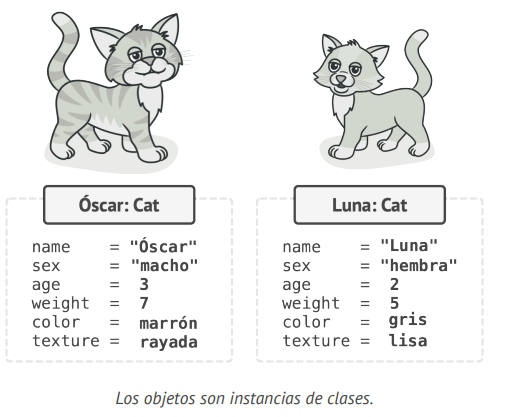 Óscar: Cat
name = "Óscar"
sex = "macho"
age = 3
weight = 7
color = marrón
texture = rayada
Luna: Cat
name = "Luna"
sex = "hembra"
age = 2
weight = 5
color = gris
texture = lisa
Los objetos son instancias de clases.